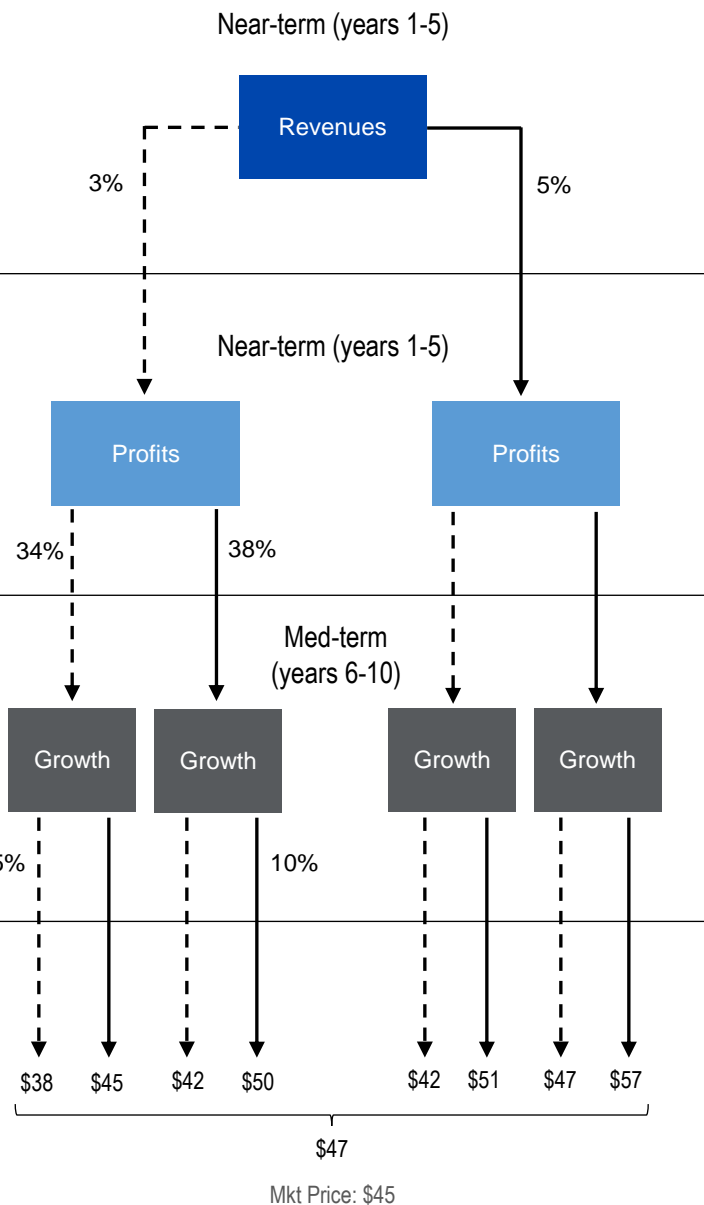 Near-term (years 1-5)
Revenues
3%
5%
Near-term (years 1-5)
Profits
Profits
34%
38%
Med-term
(years 6-10)
Growth
Growth
Growth
Growth
5%
10%
$38
$45
$42
$50
$42
$51
$47
$57
$47
Mkt Price: $45